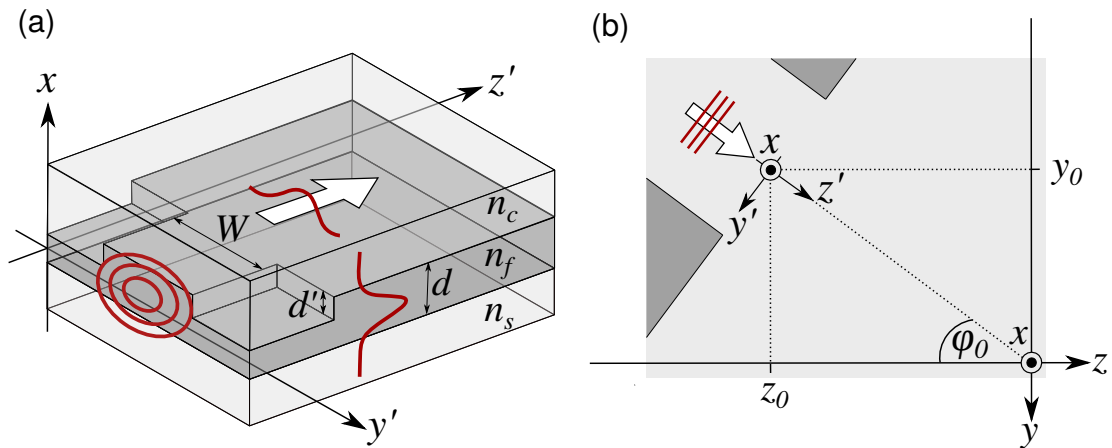 (a)
x
z'
W
n_c
n_f
d
d'
n_s
y'
(b)
x
y_0
z'
y'
x
φ_0
z
z_0
y